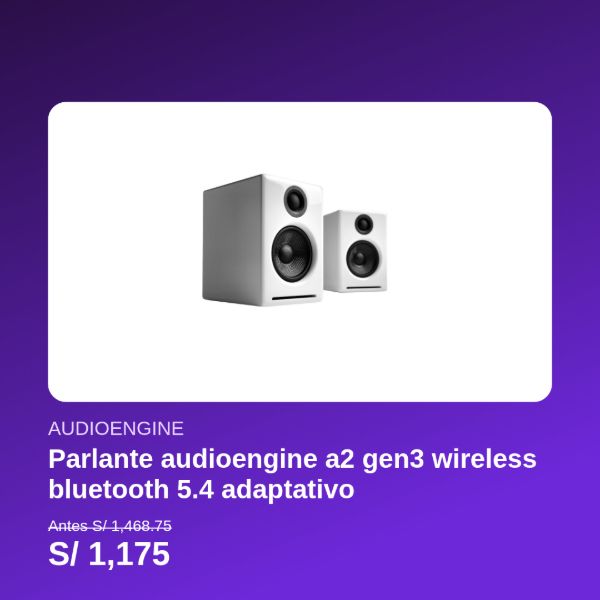 AUDIOENGINE
Parlante audioengine a2 gen3 wireless
bluetooth 5.4 adaptativo
Antes S/ 1,468.75
S/ 1,175